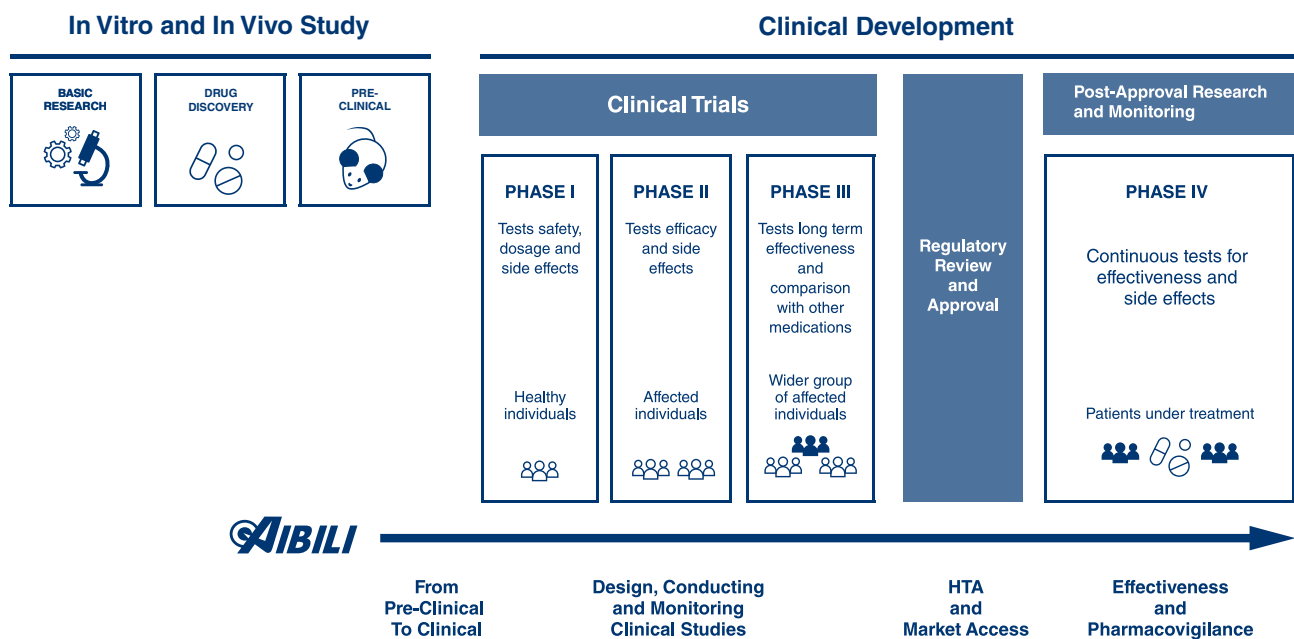 In Vitro and In Vivo Study
BASIC
RESEARCH
DRUG
DISCOVERY
PRE-
CLINICAL
Clinical Development
Clinical Trials
PHASE I
Tests safety,
dosage and
side effects
Healthy
individuals
PHASE II
Tests efficacy
and side
effects
Affected
individuals
PHASE III
Tests long term
effectiveness
and
comparison
with other
medications
Wider group
of affected
individuals
Regulatory
Review
and
Approval
Post-Approval Research
and Monitoring
PHASE IV
Continuous tests for
effectiveness and
side effects
Patients under treatment
AIBILI
From
Pre-Clinical
To Clinical
Design, Conducting
and Monitoring
Clinical Studies
HTA
and
Market Access
Effectiveness
and
Pharmacovigilance